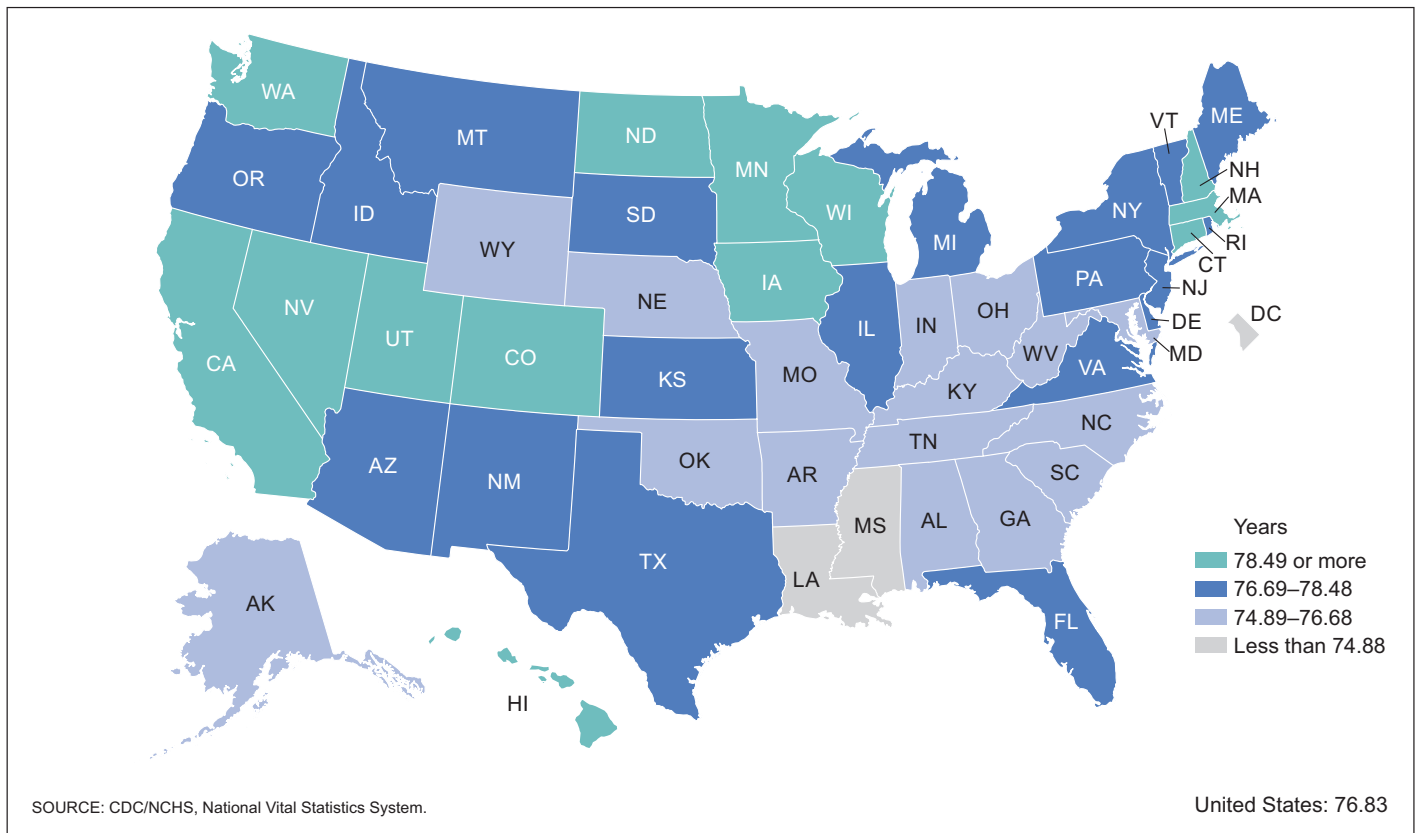 WA
MT
ND
MN
OR
ID
SD
WI
MI
NY
VT
ME
NH
MA
RI
CT
WY
NE
IA
PA
NJ
DE
MD
DC
NV
UT
CO
KS
MO
IL
IN
OH
WV
VA
KY
CA
AZ
NM
OK
AR
TN
NC
SC
MS
AL
GA
TX
LA
FL
AK
HI
Years
78.49 or more
76.69–78.48
74.89–76.68
Less than 74.88
SOURCE: CDC/NCHS, National Vital Statistics System.
United States: 76.83